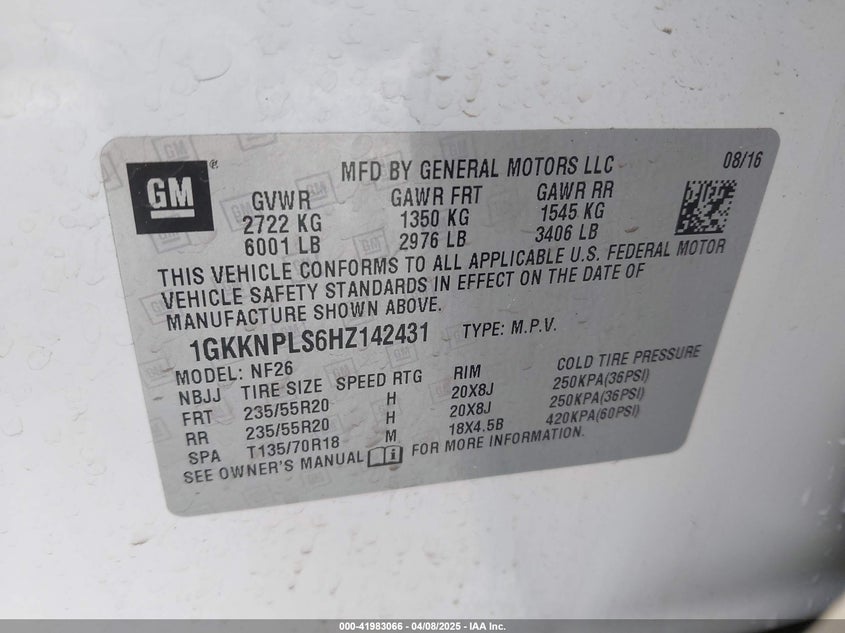 GM ®
MFD BY GENERAL MOTORS LLC 08/16
GVWR GAWR FRT GAWR RR
2722 KG 1350 KG 1545 KG
6001 LB 2976 LB 3406 LB
THIS VEHICLE CONFORMS TO ALL APPLICABLE U.S. FEDERAL MOTOR
VEHICLE SAFETY STANDARDS IN EFFECT ON THE DATE OF
MANUFACTURE SHOWN ABOVE.
1GKKNPLS6HZ142431 TYPE: M.P.V.
MODEL: NF26
NBJJ TIRE SIZE SPEED RTG RIM COLD TIRE PRESSURE
FRT 235/55R20 H 20X8J 250KPA(36PSI)
RR 235/55R20 H 20X8J 250KPA(36PSI)
SPA T135/70R18 M 18X4.5B 420KPA(60PSI)
SEE OWNER'S MANUAL FOR MORE INFORMATION.
000-41983066 - 04/08/2025 - IAA Inc.